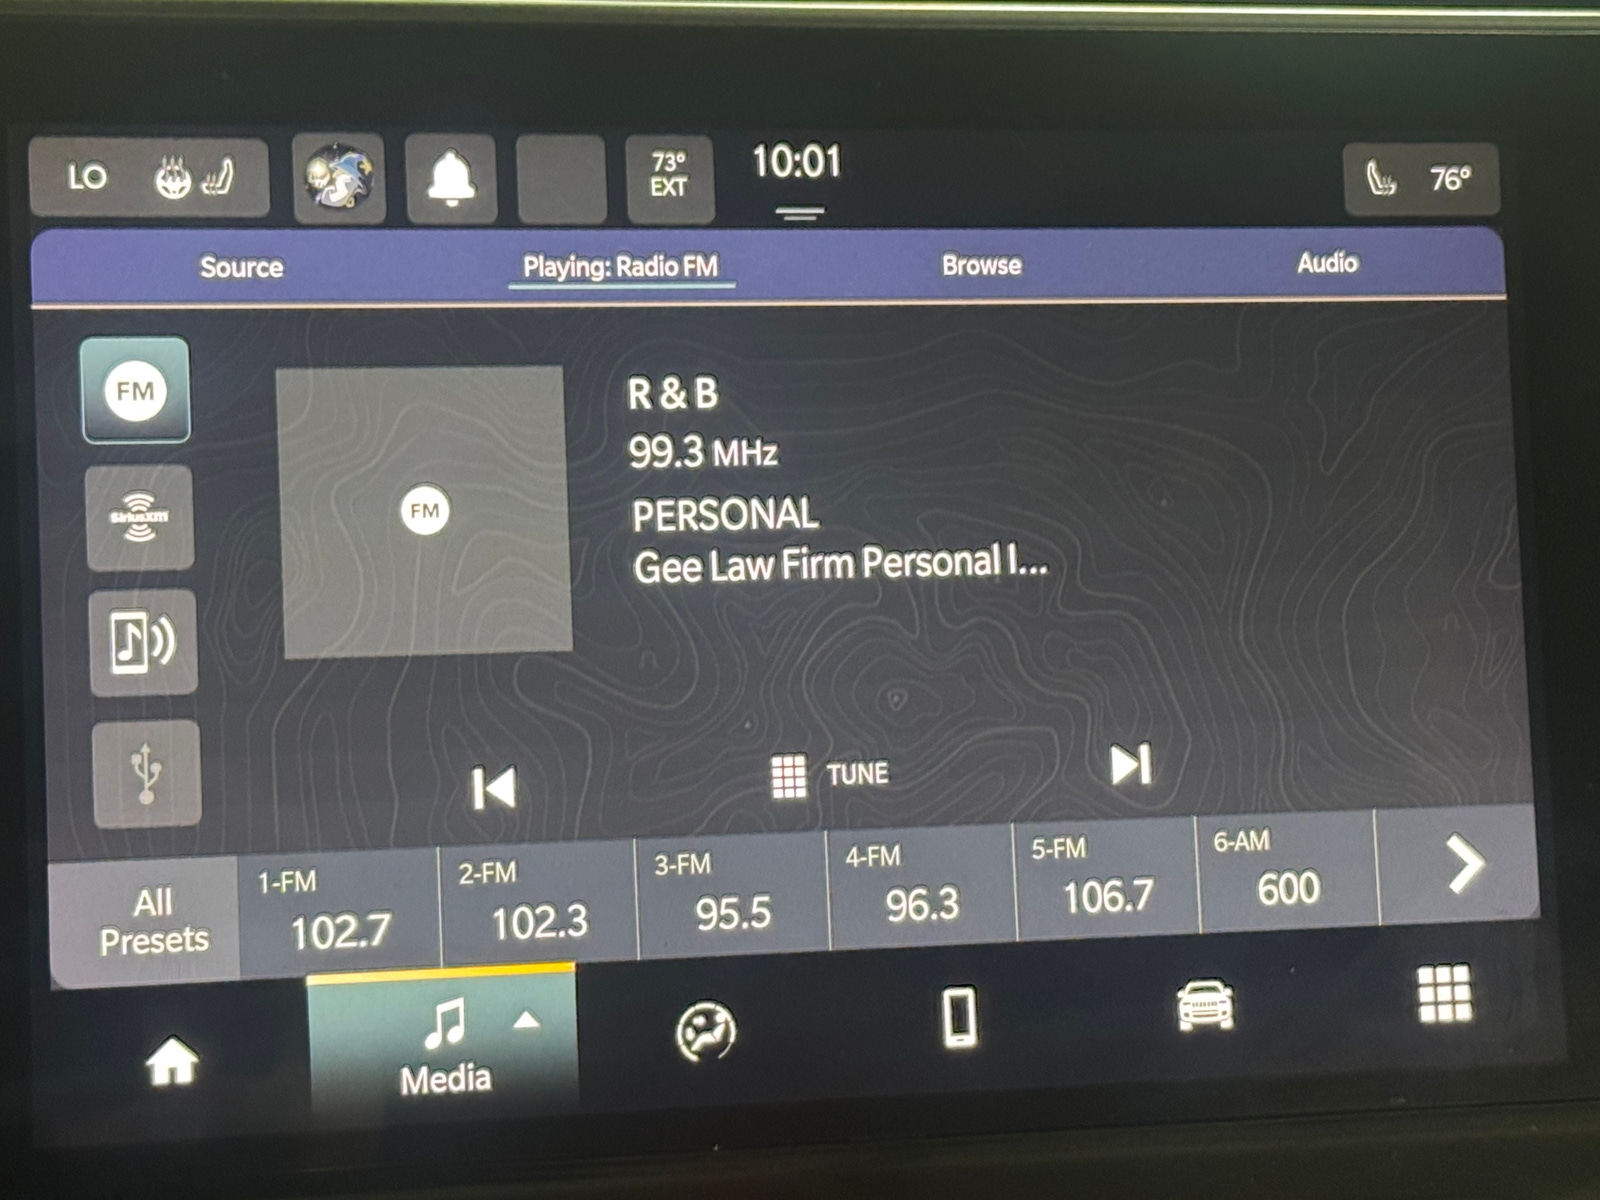 LO
73°
EXT
10:01
76°
Source
Playing: Radio FM
Browse
Audio
FM
SiriusXM
FM
R & B
99.3 MHz
PERSONAL
Gee Law Firm Personal I...
TUNE
All
Presets
1-FM
102.7
2-FM
102.3
3-FM
95.5
4-FM
96.3
5-FM
106.7
6-AM
600
Media